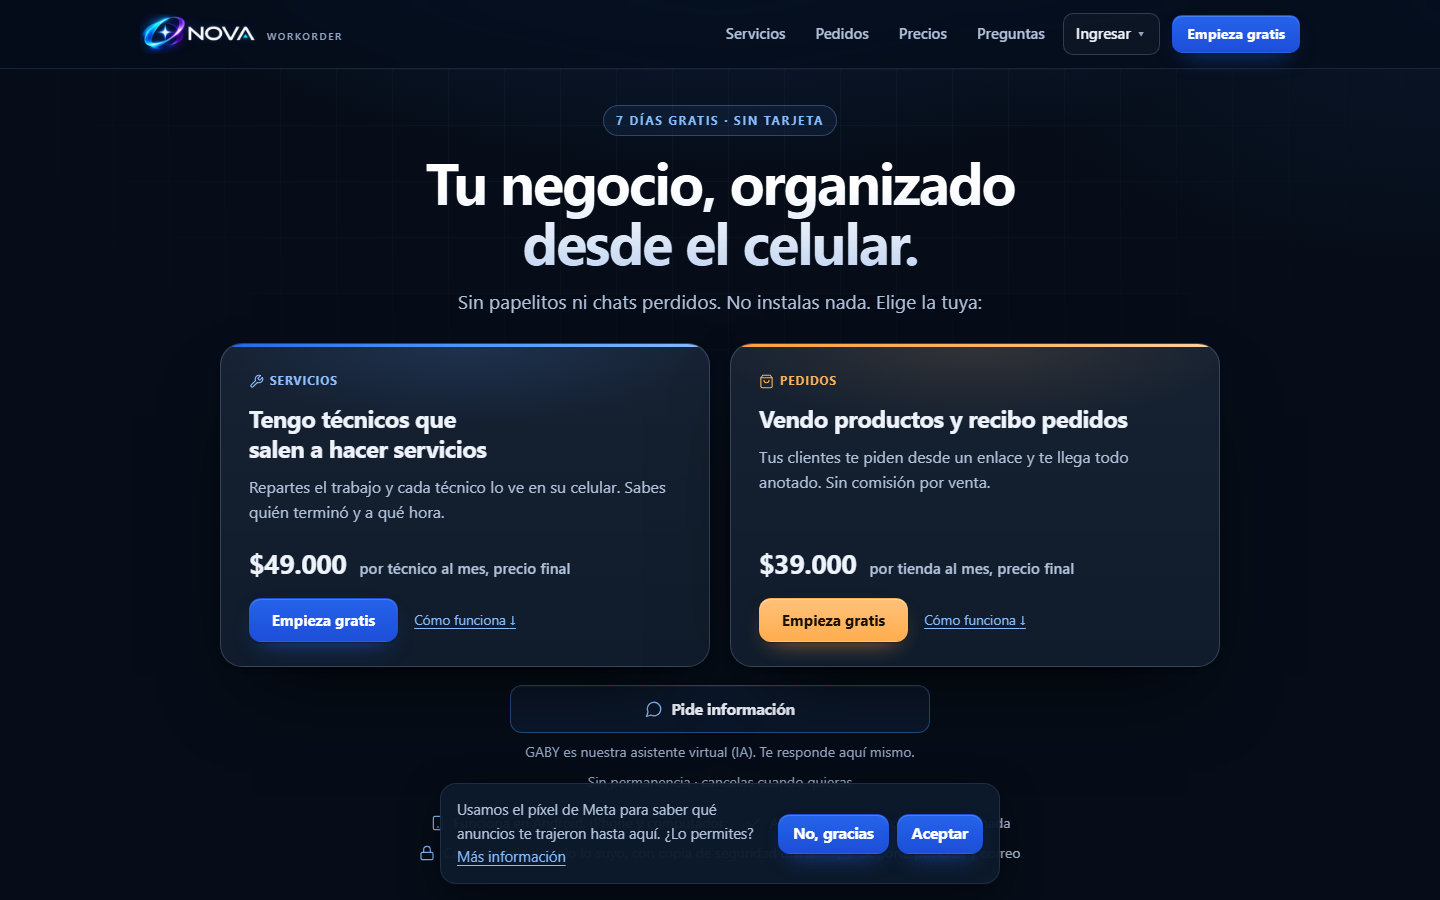 NOVA WORKORDER
Servicios
Pedidos
Precios
Preguntas
Ingresar
Empieza gratis
7 DÍAS GRATIS · SIN TARJETA
Tu negocio, organizado
desde el celular.
Sin papelitos ni chats perdidos. No instalas nada. Elige la tuya:
SERVICIOS
Tengo técnicos que
salen a hacer servicios
Repartes el trabajo y cada técnico lo ve en su celular. Sabes
quién terminó y a qué hora.
$49.000 por técnico al mes, precio final
Empieza gratis
Cómo funciona ↓
PEDIDOS
Vendo productos y recibo pedidos
Tus clientes te piden desde un enlace y te llega todo
anotado. Sin comisión por venta.
$39.000 por tienda al mes, precio final
Empieza gratis
Cómo funciona ↓
Pide información
GABY es nuestra asistente virtual (IA). Te responde aquí mismo.
Sin permanencia · cancelas cuando quieras
Usamos el píxel de Meta para saber qué
anuncios te trajeron hasta aquí. ¿Lo permites?
Más información
No, gracias
Aceptar